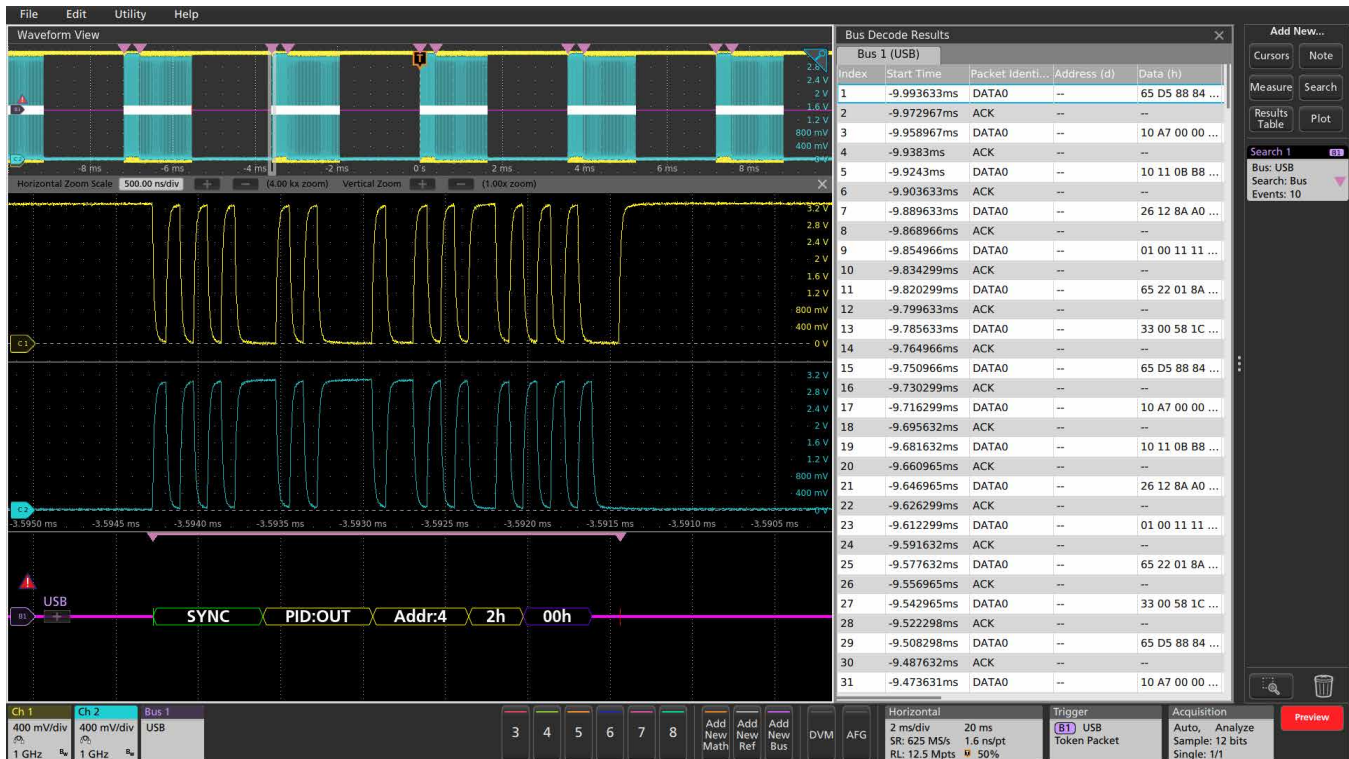 File Edit Utility Help
Waveform View
2.8 V
2.4 V
2 V
1.6 V
1.2 V
800 mV
400 mV
0 V
T
B1
C2
-8 ms -6 ms -4 ms -2 ms 0 s 2 ms 4 ms 6 ms 8 ms
Horizontal Zoom Scale 500.00 ns/div + − (4.00 kx zoom) Vertical Zoom + − (1.00x zoom)
3.2 V
2.8 V
2.4 V
2 V
1.6 V
1.2 V
800 mV
400 mV
C 1 0 V
3.2 V
2.8 V
2.4 V
2 V
1.6 V
1.2 V
800 mV
400 mV
C 2 0 V
-3.5950 ms -3.5945 ms -3.5940 ms -3.5935 ms -3.5930 ms -3.5925 ms -3.5920 ms -3.5915 ms -3.5910 ms -3.5905 ms
USB
B1 + SYNC PID:OUT Addr:4 2h 00h
Bus Decode Results
Bus 1 (USB)
Index Start Time Packet Identi... Address (d) Data (h)
1 -9.993633ms DATA0 -- 65 D5 88 84 ...
2 -9.972967ms ACK -- --
3 -9.958967ms DATA0 -- 10 A7 00 00 ...
4 -9.9383ms ACK -- --
5 -9.9243ms DATA0 -- 10 11 0B B8 ...
6 -9.903633ms ACK -- --
7 -9.889633ms DATA0 -- 26 12 8A A0 ...
8 -9.868966ms ACK -- --
9 -9.854966ms DATA0 -- 01 00 11 11 ...
10 -9.834299ms ACK -- --
11 -9.820299ms DATA0 -- 65 22 01 8A ...
12 -9.799633ms ACK -- --
13 -9.785633ms DATA0 -- 33 00 58 1C ...
14 -9.764966ms ACK -- --
15 -9.750966ms DATA0 -- 65 D5 88 84 ...
16 -9.730299ms ACK -- --
17 -9.716299ms DATA0 -- 10 A7 00 00 ...
18 -9.695632ms ACK -- --
19 -9.681632ms DATA0 -- 10 11 0B B8 ...
20 -9.660965ms ACK -- --
21 -9.646965ms DATA0 -- 26 12 8A A0 ...
22 -9.626299ms ACK -- --
23 -9.612299ms DATA0 -- 01 00 11 11 ...
24 -9.591632ms ACK -- --
25 -9.577632ms DATA0 -- 65 22 01 8A ...
26 -9.556965ms ACK -- --
27 -9.542965ms DATA0 -- 33 00 58 1C ...
28 -9.522298ms ACK -- --
29 -9.508298ms DATA0 -- 65 D5 88 84 ...
30 -9.487632ms ACK -- --
31 -9.473631ms DATA0 -- 10 A7 00 00 ...
Add New...
Cursors Note
Measure Search
Results Table Plot
Search 1 B1
Bus: USB
Search: Bus
Events: 10
Ch 1
400 mV/div
1 GHz Bw
Ch 2
400 mV/div
1 GHz Bw
Bus 1
USB
3 4 5 6 7 8
Add New Math
Add New Ref
Add New Bus
DVM AFG
Horizontal
2 ms/div 20 ms
SR: 625 MS/s 1.6 ns/pt
RL: 12.5 Mpts 50%
Trigger
B1 USB
Token Packet
Acquisition
Auto, Analyze
Sample: 12 bits
Single: 1/1
Preview